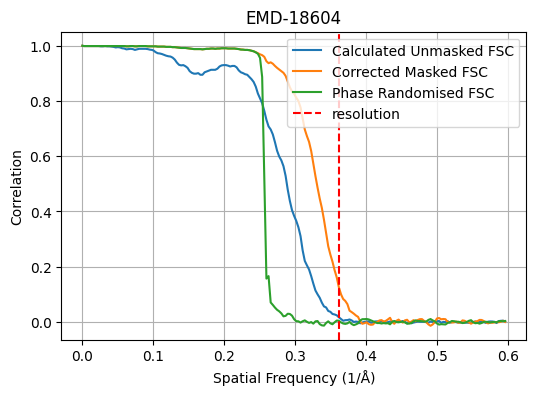 EMD-18604
1.0
0.8
0.6
0.4
0.2
0.0
Correlation
Calculated Unmasked FSC
Corrected Masked FSC
Phase Randomised FSC
resolution
0.0 0.1 0.2 0.3 0.4 0.5 0.6
Spatial Frequency (1/Å)